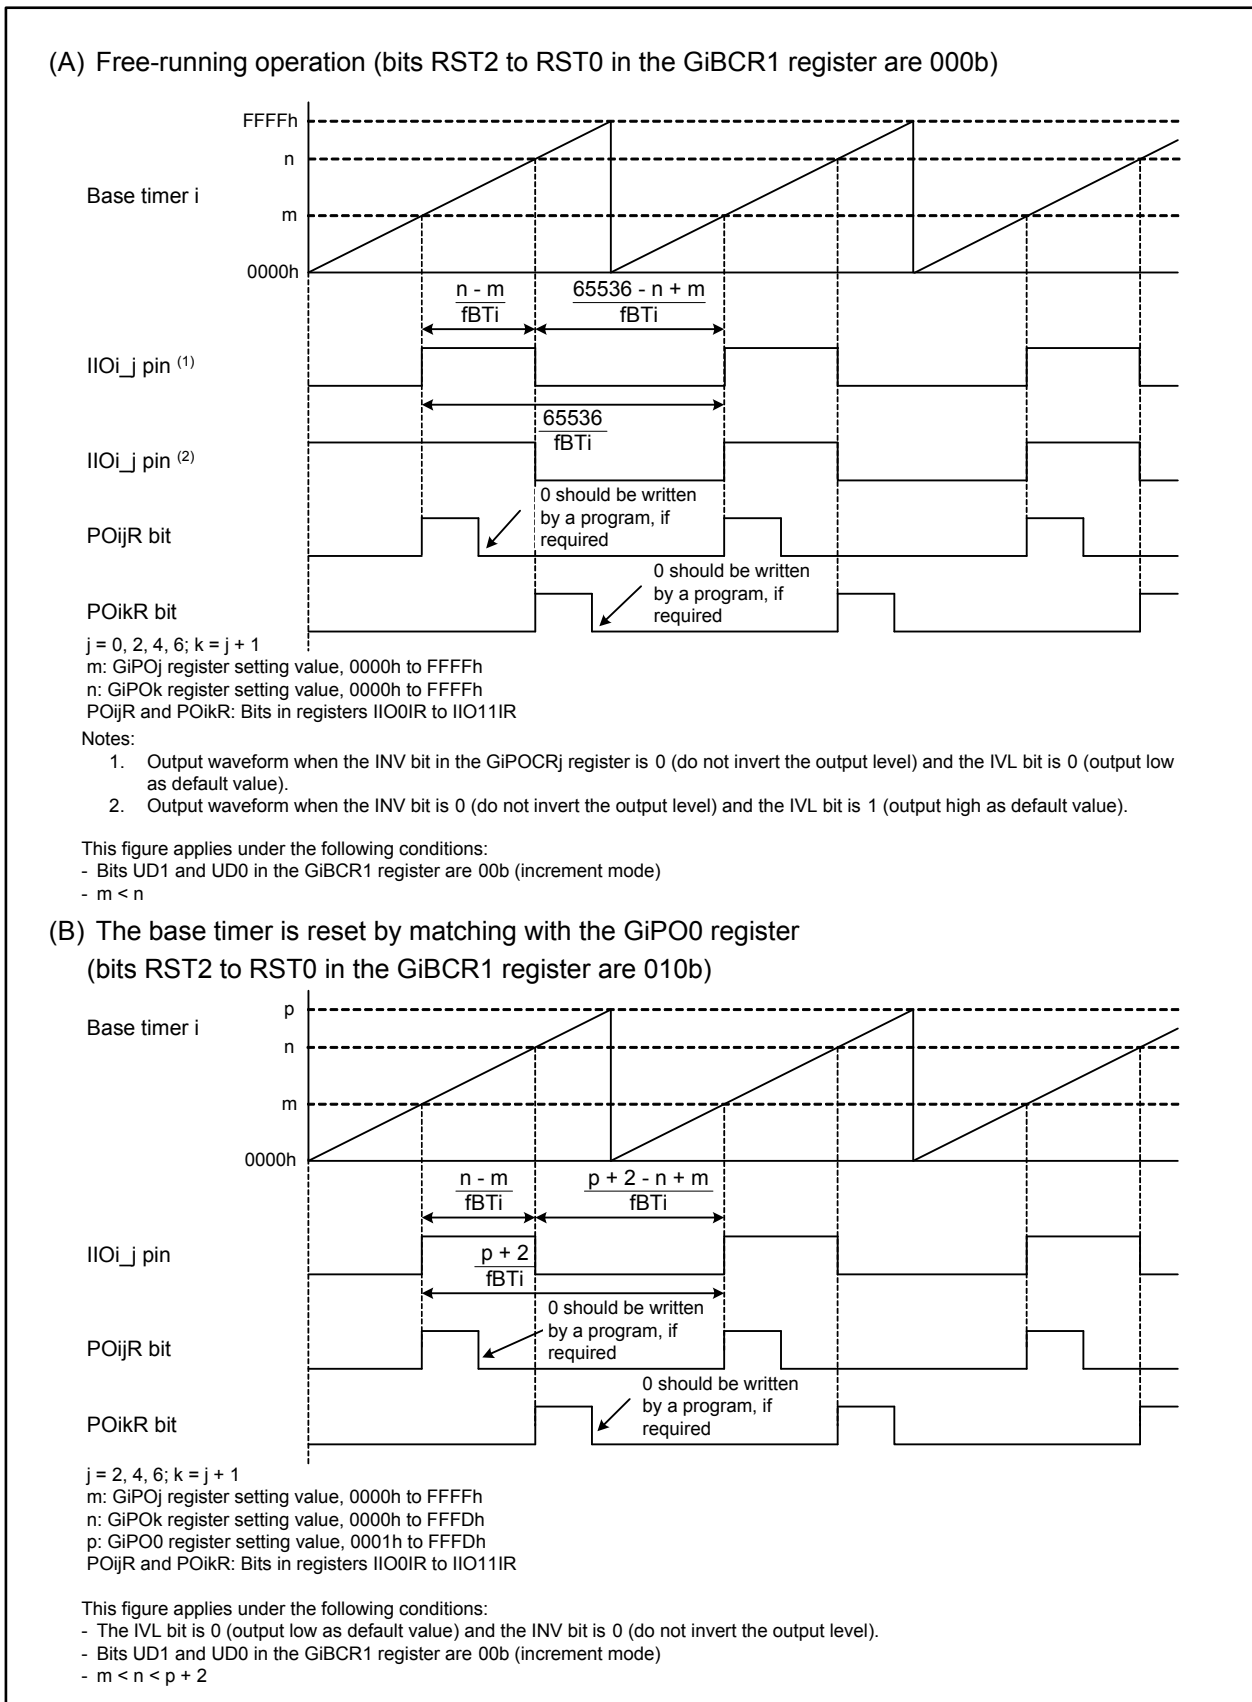 (A) Free-running operation (bits RST2 to RST0 in the GiBCR1 register are 000b)
FFFFh
n
Base timer i
m
0000h
n - m
fBTi
65536 - n + m
fBTi
IIOi_j pin (1)
65536
fBTi
IIOi_j pin (2)
0 should be written
by a program, if
required
POijR bit
0 should be written
by a program, if
required
POikR bit
j = 0, 2, 4, 6; k = j + 1
m: GiPOj register setting value, 0000h to FFFFh
n: GiPOk register setting value, 0000h to FFFFh
POijR and POikR: Bits in registers IIO0IR to IIO11IR
Notes:
1. Output waveform when the INV bit in the GiPOCRj register is 0 (do not invert the output level) and the IVL bit is 0 (output low
as default value).
2. Output waveform when the INV bit is 0 (do not invert the output level) and the IVL bit is 1 (output high as default value).
This figure applies under the following conditions:
- Bits UD1 and UD0 in the GiBCR1 register are 00b (increment mode)
- m < n
(B) The base timer is reset by matching with the GiPO0 register
(bits RST2 to RST0 in the GiBCR1 register are 010b)
p
Base timer i
n
m
0000h
n - m
fBTi
p + 2 - n + m
fBTi
IIOi_j pin
p + 2
fBTi
0 should be written
by a program, if
required
POijR bit
0 should be written
by a program, if
required
POikR bit
j = 2, 4, 6; k = j + 1
m: GiPOj register setting value, 0000h to FFFFh
n: GiPOk register setting value, 0000h to FFFDh
p: GiPO0 register setting value, 0001h to FFFDh
POijR and POikR: Bits in registers IIO0IR to IIO11IR
This figure applies under the following conditions:
- The IVL bit is 0 (output low as default value) and the INV bit is 0 (do not invert the output level).
- Bits UD1 and UD0 in the GiBCR1 register are 00b (increment mode)
- m < n < p + 2